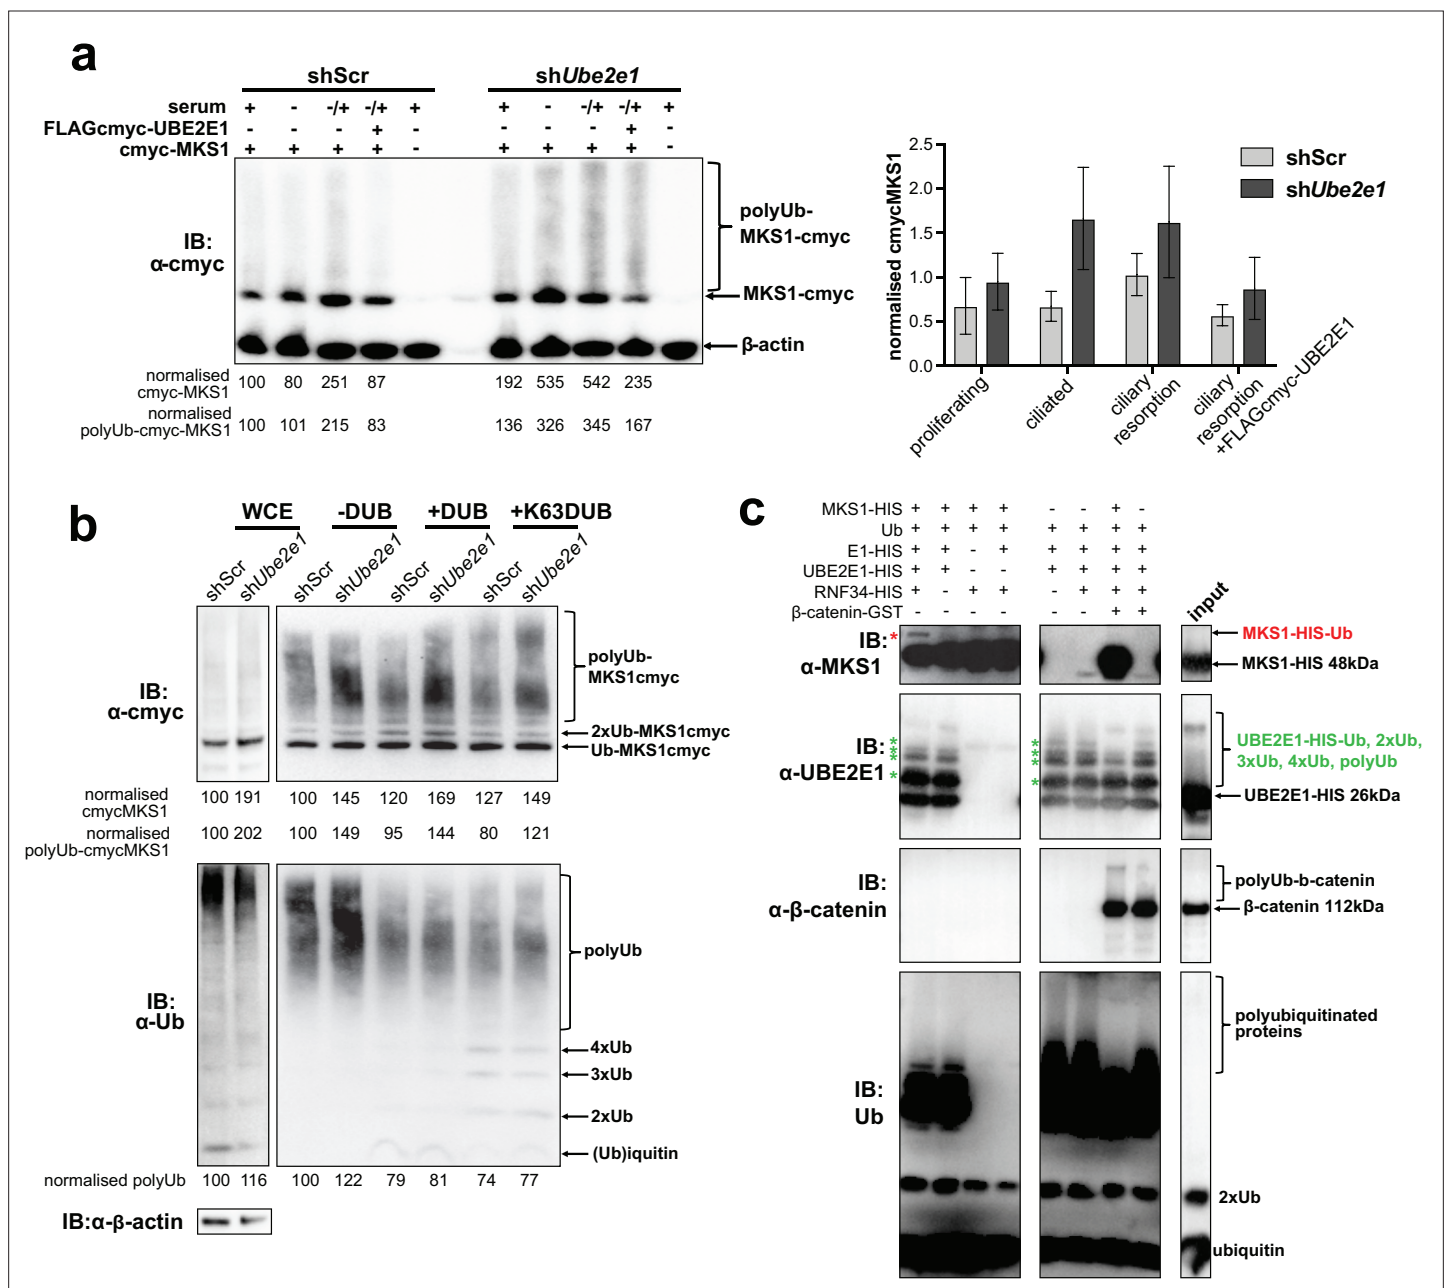 a
shScr shUbe2e1
serum + - -/+ -/+ + + - -/+ -/+ +
FLAGcmyc-UBE2E1 - - - + - - - - + -
cmyc-MKS1 + + + + - + + + + -
IB:
α-cmyc
polyUb-
MKS1-cmyc
MKS1-cmyc
β-actin
normalised
cmyc-MKS1 100 80 251 87 192 535 542 235
normalised
polyUb-cmyc-MKS1 100 101 215 83 136 326 345 167
normalised cmycMKS1
2.5
2.0
1.5
1.0
0.5
0.0
shScr
shUbe2e1
proliferating
ciliated
ciliary
resorption
ciliary
resorption
+FLAGcmyc-UBE2E1
b
WCE -DUB +DUB +K63DUB
shScr shUbe2e1 shScr shUbe2e1 shScr shUbe2e1 shScr shUbe2e1
IB:
α-cmyc
polyUb-
MKS1cmyc
2xUb-MKS1cmyc
Ub-MKS1cmyc
normalised
cmycMKS1 100 191 100 145 120 169 127 149
normalised
polyUb-cmycMKS1 100 202 100 149 95 144 80 121
IB:
α-Ub
polyUb
4xUb
3xUb
2xUb
(Ub)iquitin
normalised polyUb 100 116 100 122 79 81 74 77
IB:α-β-actin
c
MKS1-HIS + + + + - - + -
Ub + + + + + + + +
E1-HIS + + - + + + + +
UBE2E1-HIS + + - - + + + +
RNF34-HIS + - + + - + + +
β-catenin-GST - - - - - - + +
input
IB: *
α-MKS1
MKS1-HIS-Ub
MKS1-HIS 48kDa
IB:
α-UBE2E1
* * * *
* * * *
UBE2E1-HIS-Ub, 2xUb,
3xUb, 4xUb, polyUb
UBE2E1-HIS 26kDa
IB:
α-β-catenin
polyUb-b-catenin
β-catenin 112kDa
IB:
Ub
polyubiquitinated
proteins
2xUb
ubiquitin